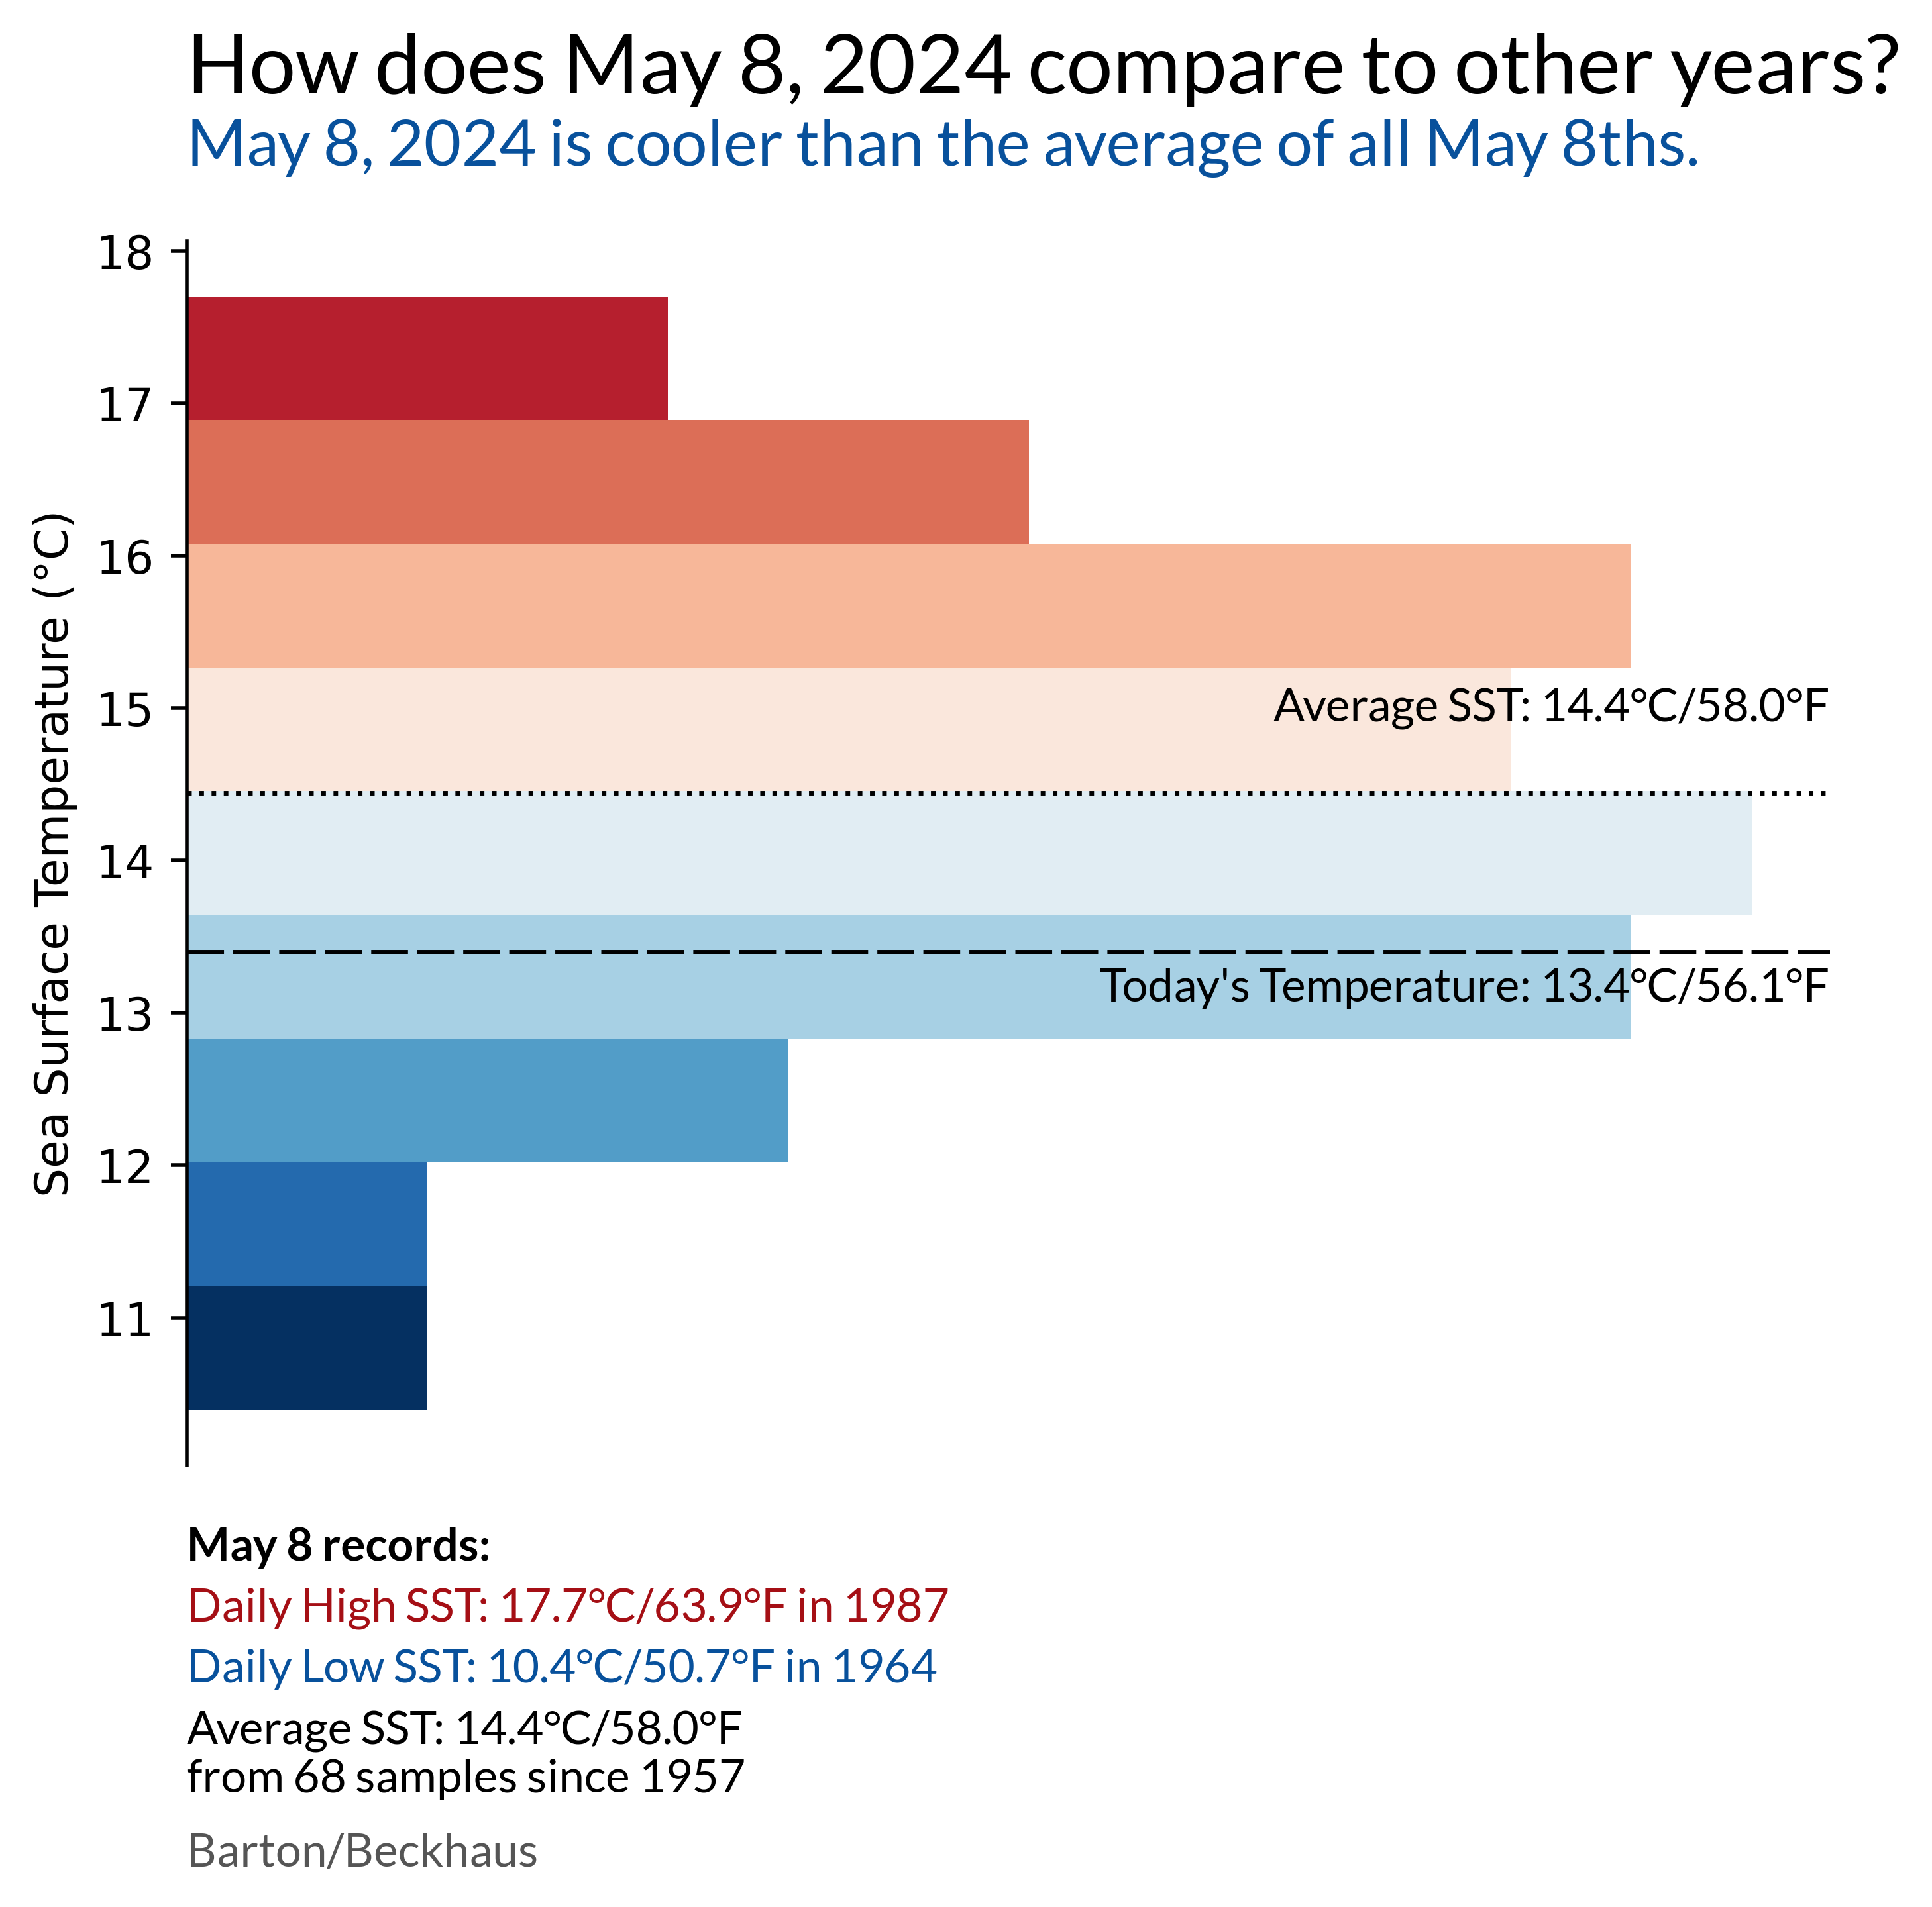 How does May 8, 2024 compare to other years?
May 8, 2024 is cooler than the average of all May 8ths.
Sea Surface Temperature (°C)
18
17
16
15
14
13
12
11
Average SST: 14.4°C/58.0°F
Today's Temperature: 13.4°C/56.1°F
May 8 records:
Daily High SST: 17.7°C/63.9°F in 1987
Daily Low SST: 10.4°C/50.7°F in 1964
Average SST: 14.4°C/58.0°F
from 68 samples since 1957
Barton/Beckhaus